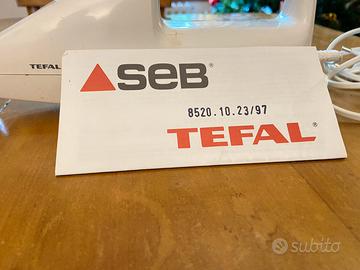 TEFAL
SEB®
8520.10.23/97
TEFAL®
subito